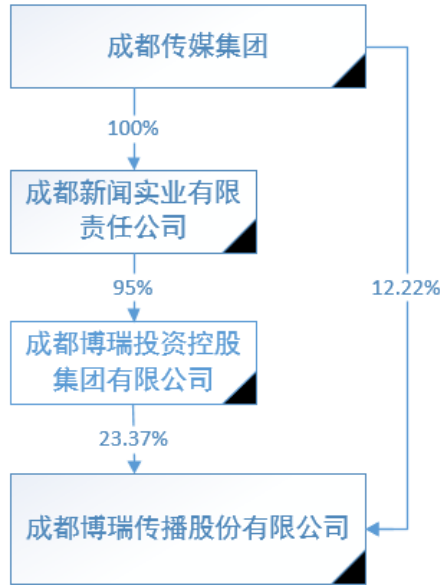 成都传媒集团
100%
成都新闻实业有限
责任公司
95%
12.22%
成都博瑞投资控股
集团有限公司
23.37%
成都博瑞传播股份有限公司